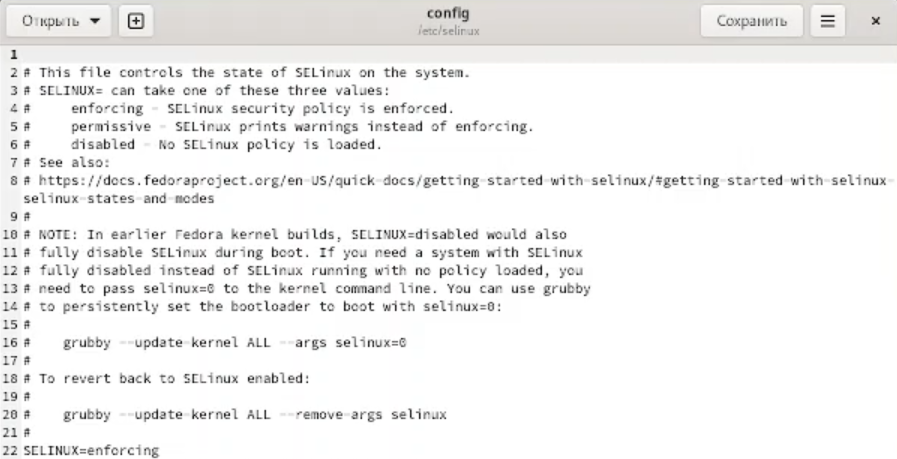 Открыть
config
/etc/selinux
Сохранить
1
2 # This file controls the state of SELinux on the system.
3 # SELINUX= can take one of these three values:
4 #     enforcing - SELinux security policy is enforced.
5 #     permissive - SELinux prints warnings instead of enforcing.
6 #     disabled - No SELinux policy is loaded.
7 # See also:
8 # https://docs.fedoraproject.org/en-US/quick-docs/getting-started-with-selinux/#getting-started-with-selinux-
selinux-states-and-modes
9 #
10 # NOTE: In earlier Fedora kernel builds, SELINUX=disabled would also
11 # fully disable SELinux during boot. If you need a system with SELinux
12 # fully disabled instead of SELinux running with no policy loaded, you
13 # need to pass selinux=0 to the kernel command line. You can use grubby
14 # to persistently set the bootloader to boot with selinux=0:
15 #
16 #    grubby --update-kernel ALL --args selinux=0
17 #
18 # To revert back to SELinux enabled:
19 #
20 #    grubby --update-kernel ALL --remove-args selinux
21 #
22 SELINUX=enforcing